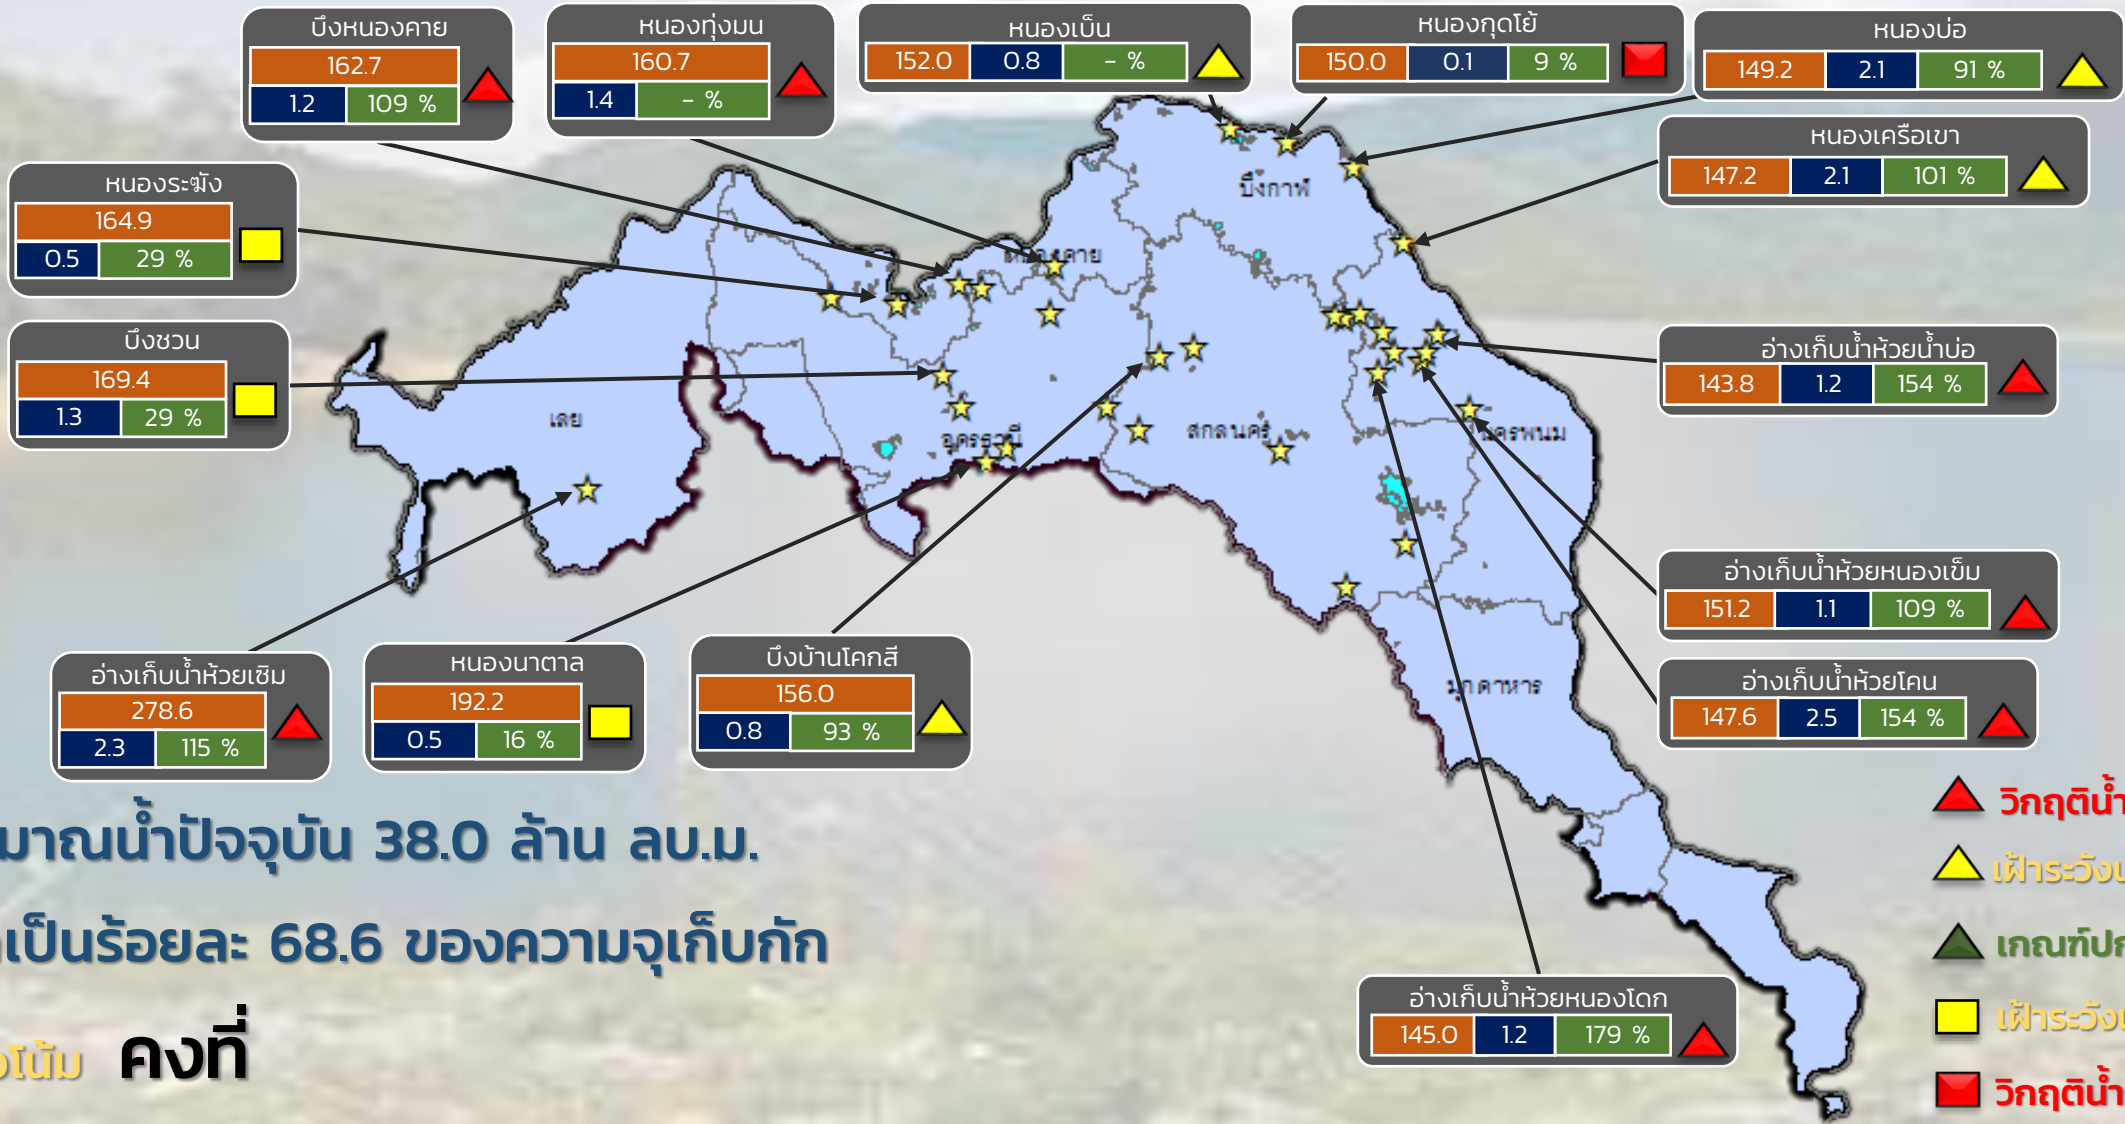 บึงหนองคาย
162.7
1.2 109 %
หนองทุ่งมน
160.7
1.4 - %
หนองเบ็น
152.0 0.8 - %
หนองกุดโย้
150.0 0.1 9 %
หนองบ่อ
149.2 2.1 91 %
หนองเครือเขา
147.2 2.1 101 %
หนองระฆัง
164.9
0.5 29 %
บึงชวน
169.4
1.3 29 %
บึงกาฬ
หนองคาย
เลย
อุดรธานี
สกลนคร
นครพนม
มุกดาหาร
อ่างเก็บน้ำห้วยน้ำบ่อ
143.8 1.2 154 %
อ่างเก็บน้ำห้วยหนองเข็ม
151.2 1.1 109 %
อ่างเก็บน้ำห้วยโคน
147.6 2.5 154 %
อ่างเก็บน้ำห้วยเซิม
278.6
2.3 115 %
หนองนาตาล
192.2
0.5 16 %
บึงบ้านโคกสี
156.0
0.8 93 %
อ่างเก็บน้ำห้วยหนองโดก
145.0 1.2 179 %
มาณน้ำปัจจุบัน 38.0 ล้าน ลบ.ม.
เป็นร้อยละ 68.6 ของความจุเก็บกัก
โน้ม คงที่
วิกฤติน้ำ
เฝ้าระวังน
เกณฑ์ปก
เฝ้าระวังน
วิกฤติน้ำ